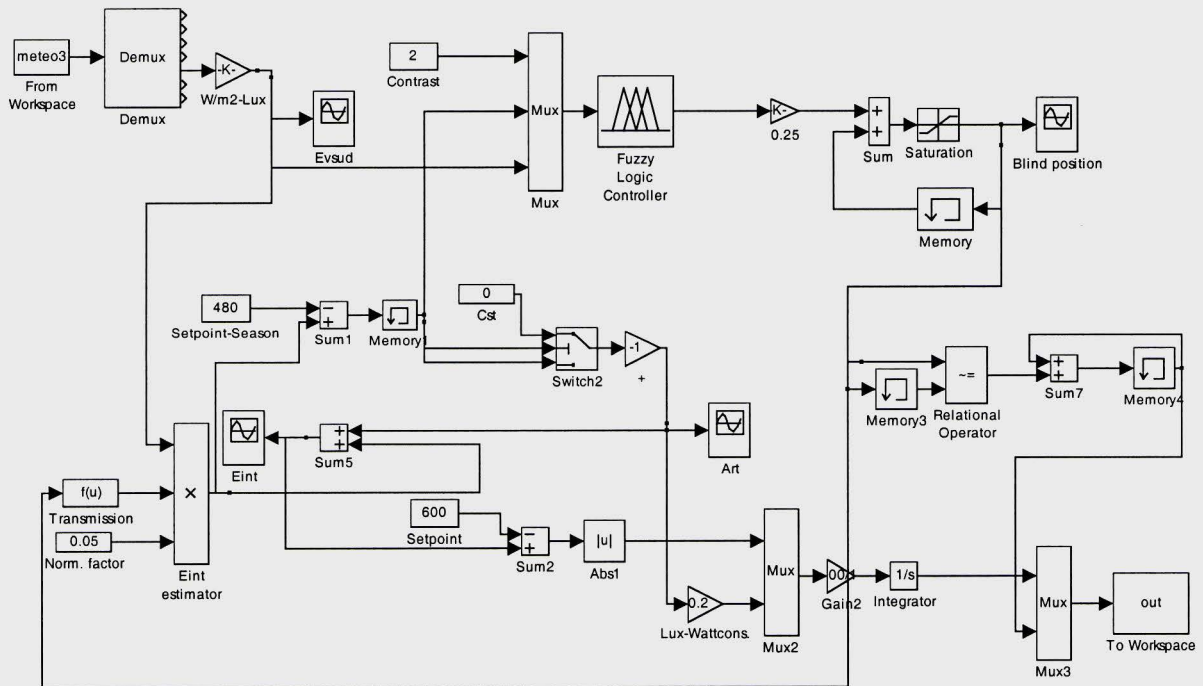 meteo3
From
Workspace
Demux
Demux
-K-
W/m2-Lux
Evsud
2
Contrast
Mux
Mux
Fuzzy
Logic
Controller
K-
0.25
+
+
Sum
Saturation
Blind position
Memory
480
Setpoint-Season
−
+
Sum1
Memory1
0
Cst
Switch2
-1
+
Memory3
~=
Relational
Operator
+
+
Sum7
Memory4
Eint
+
+
Sum5
Art
f(u)
Transmission
0.05
Norm. factor
×
Eint
estimator
600
Setpoint
−
+
Sum2
|u|
Abs1
0.2
Lux-Wattcons.
Mux
Mux2
00
Gain2
1/s
Integrator
Mux
Mux3
out
To Workspace